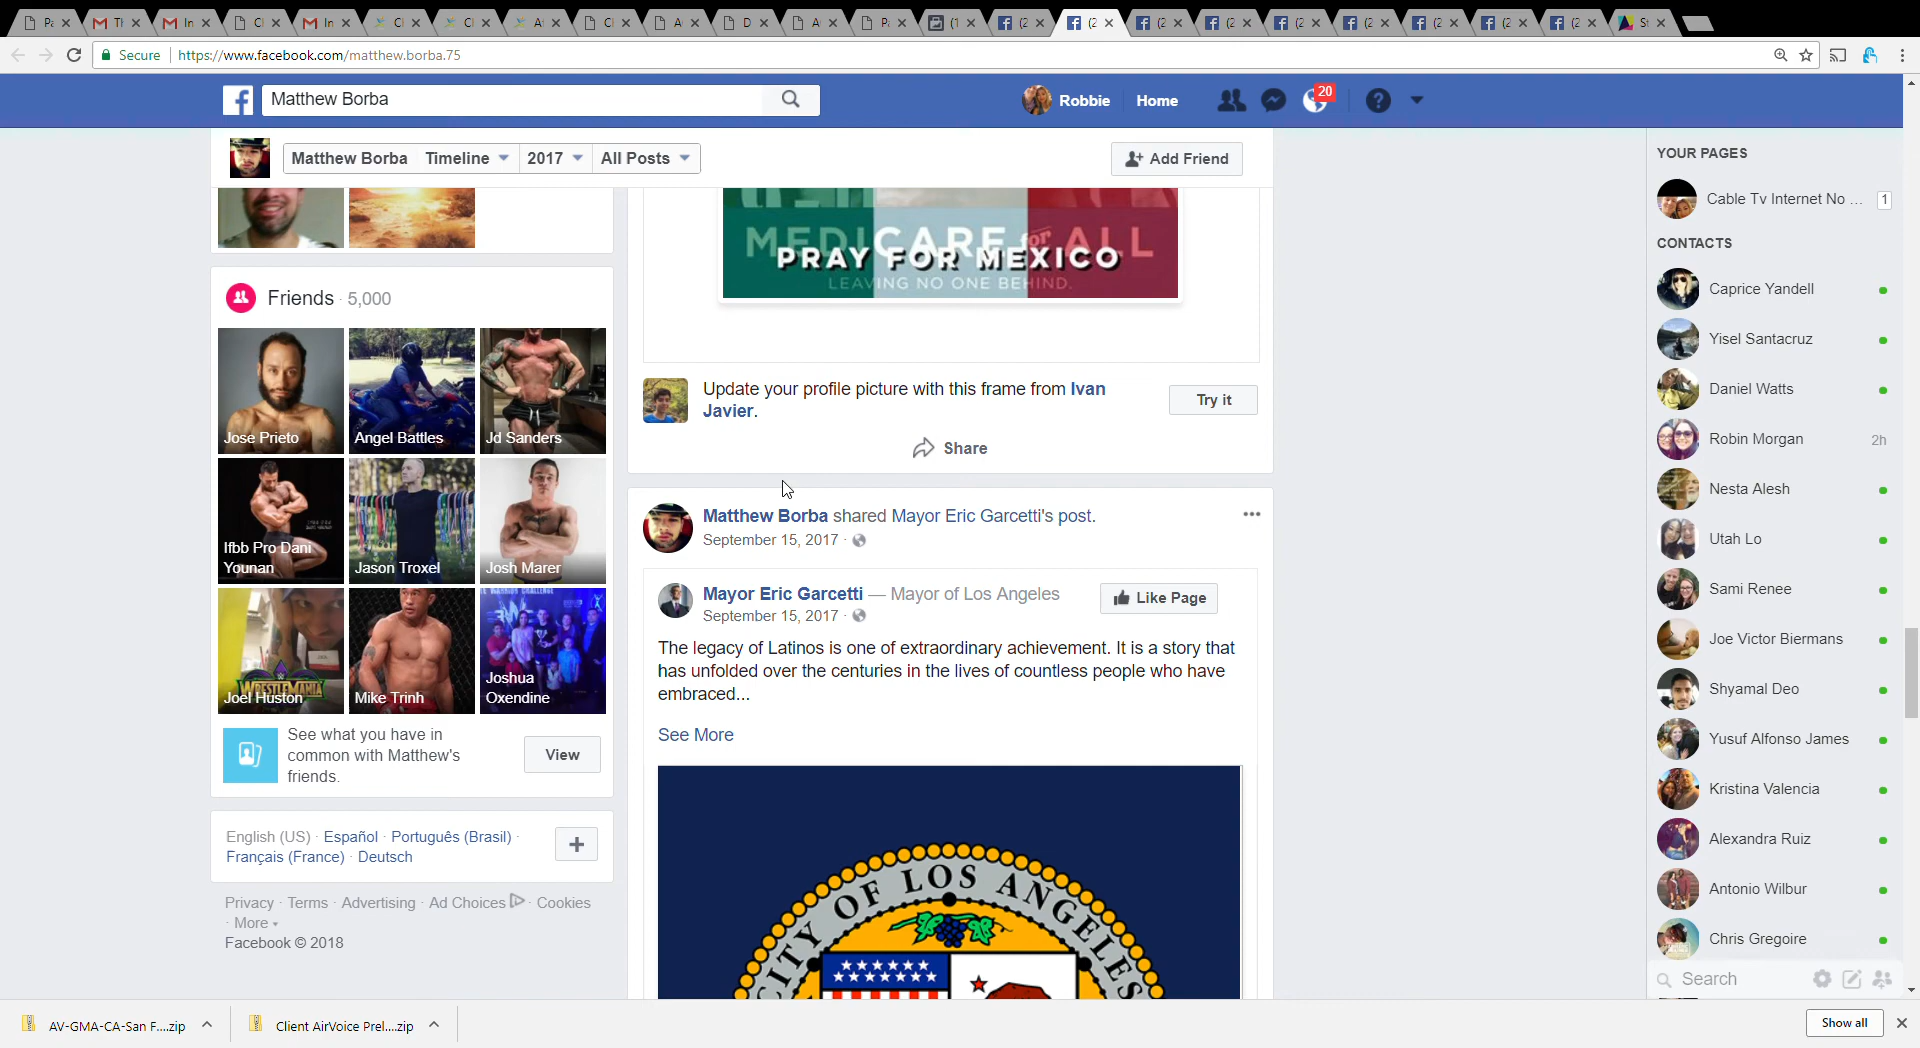 Secure
https://www.facebook.com/matthew.borba.75
Matthew Borba
Robbie
Home
20
Matthew Borba
Timeline
2017
All Posts
Add Friend
MEDICARE for ALL
PRAY FOR MEXICO
LEAVING NO ONE BEHIND.
Friends · 5,000
Jose Prieto
Angel Battles
Jd Sanders
Ifbb Pro Dani
Younan
Jason Troxel
Josh Marer
Joel Huston
WRESTLEMANIA
Mike Trinh
Joshua
Oxendine
See what you have in
common with Matthew's
friends.
View
English (US) · Español · Português (Brasil) ·
Français (France) · Deutsch
Privacy · Terms · Advertising · Ad Choices · Cookies
· More
Facebook © 2018
Update your profile picture with this frame from Ivan
Javier.
Try it
Share
Matthew Borba shared Mayor Eric Garcetti's post.
September 15, 2017 ·
Mayor Eric Garcetti — Mayor of Los Angeles
September 15, 2017 ·
Like Page
The legacy of Latinos is one of extraordinary achievement. It is a story that
has unfolded over the centuries in the lives of countless people who have
embraced...
See More
CITY OF LOS ANGELES
YOUR PAGES
Cable Tv Internet No ...
1
CONTACTS
Caprice Yandell
Yisel Santacruz
Daniel Watts
Robin Morgan
2h
Nesta Alesh
Utah Lo
Sami Renee
Joe Victor Biermans
Shyamal Deo
Yusuf Alfonso James
Kristina Valencia
Alexandra Ruiz
Antonio Wilbur
Chris Gregoire
Search
AV-GMA-CA-San F....zip
Client AirVoice Prel....zip
Show all